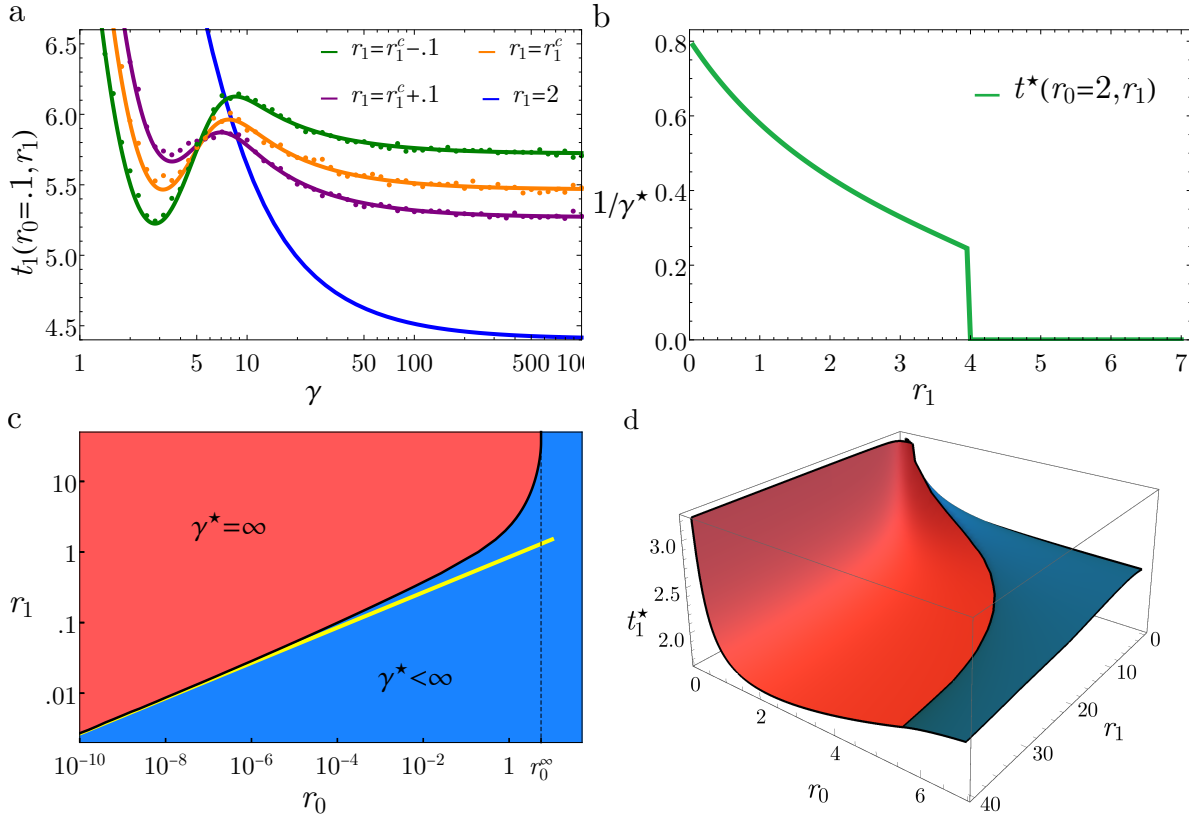 a
t₁(r₀=.1,r₁)
6.5
6.0
5.5
5.0
4.5
r₁=r₁ᶜ−.1
r₁=r₁ᶜ
r₁=r₁ᶜ+.1
r₁=2
1
5
10
50
100
500
γ
b
1/γ*
0.8
0.6
0.4
0.2
0.0
t*(r₀=2,r₁)
0
1
2
3
4
5
6
7
r₁
c
r₁
10
1
.1
.01
γ*=∞
γ*<∞
10⁻¹⁰
10⁻⁸
10⁻⁶
10⁻⁴
10⁻²
1
r₀^∞
r₀
d
t₁*
3.0
2.5
2.0
0
2
4
6
r₀
0
10
20
30
40
r₁